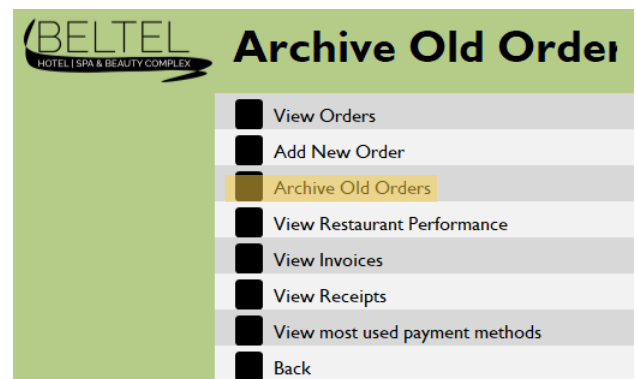 BELTEL
HOTEL | SPA & BEAUTY COMPLEX
Archive Old Order
View Orders
Add New Order
Archive Old Orders
View Restaurant Performance
View Invoices
View Receipts
View most used payment methods
Back